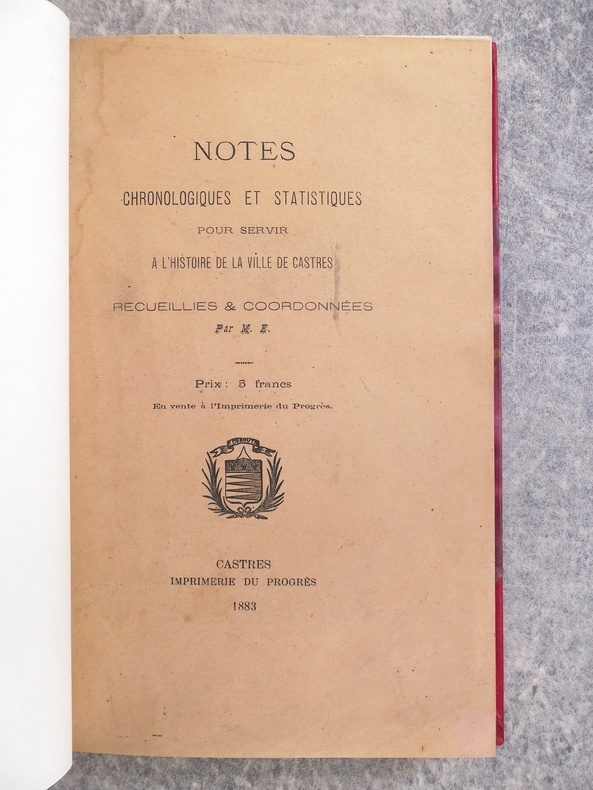 NOTES
CHRONOLOGIQUES ET STATISTIQUES
POUR SERVIR
A L'HISTOIRE DE LA VILLE DE CASTRES
RECUEILLIES & COORDONNÉES
Par M. E.
Prix : 5 francs
En vente à l'Imprimerie du Progrès.
CASTRES
IMPRIMERIE DU PROGRÈS
1883